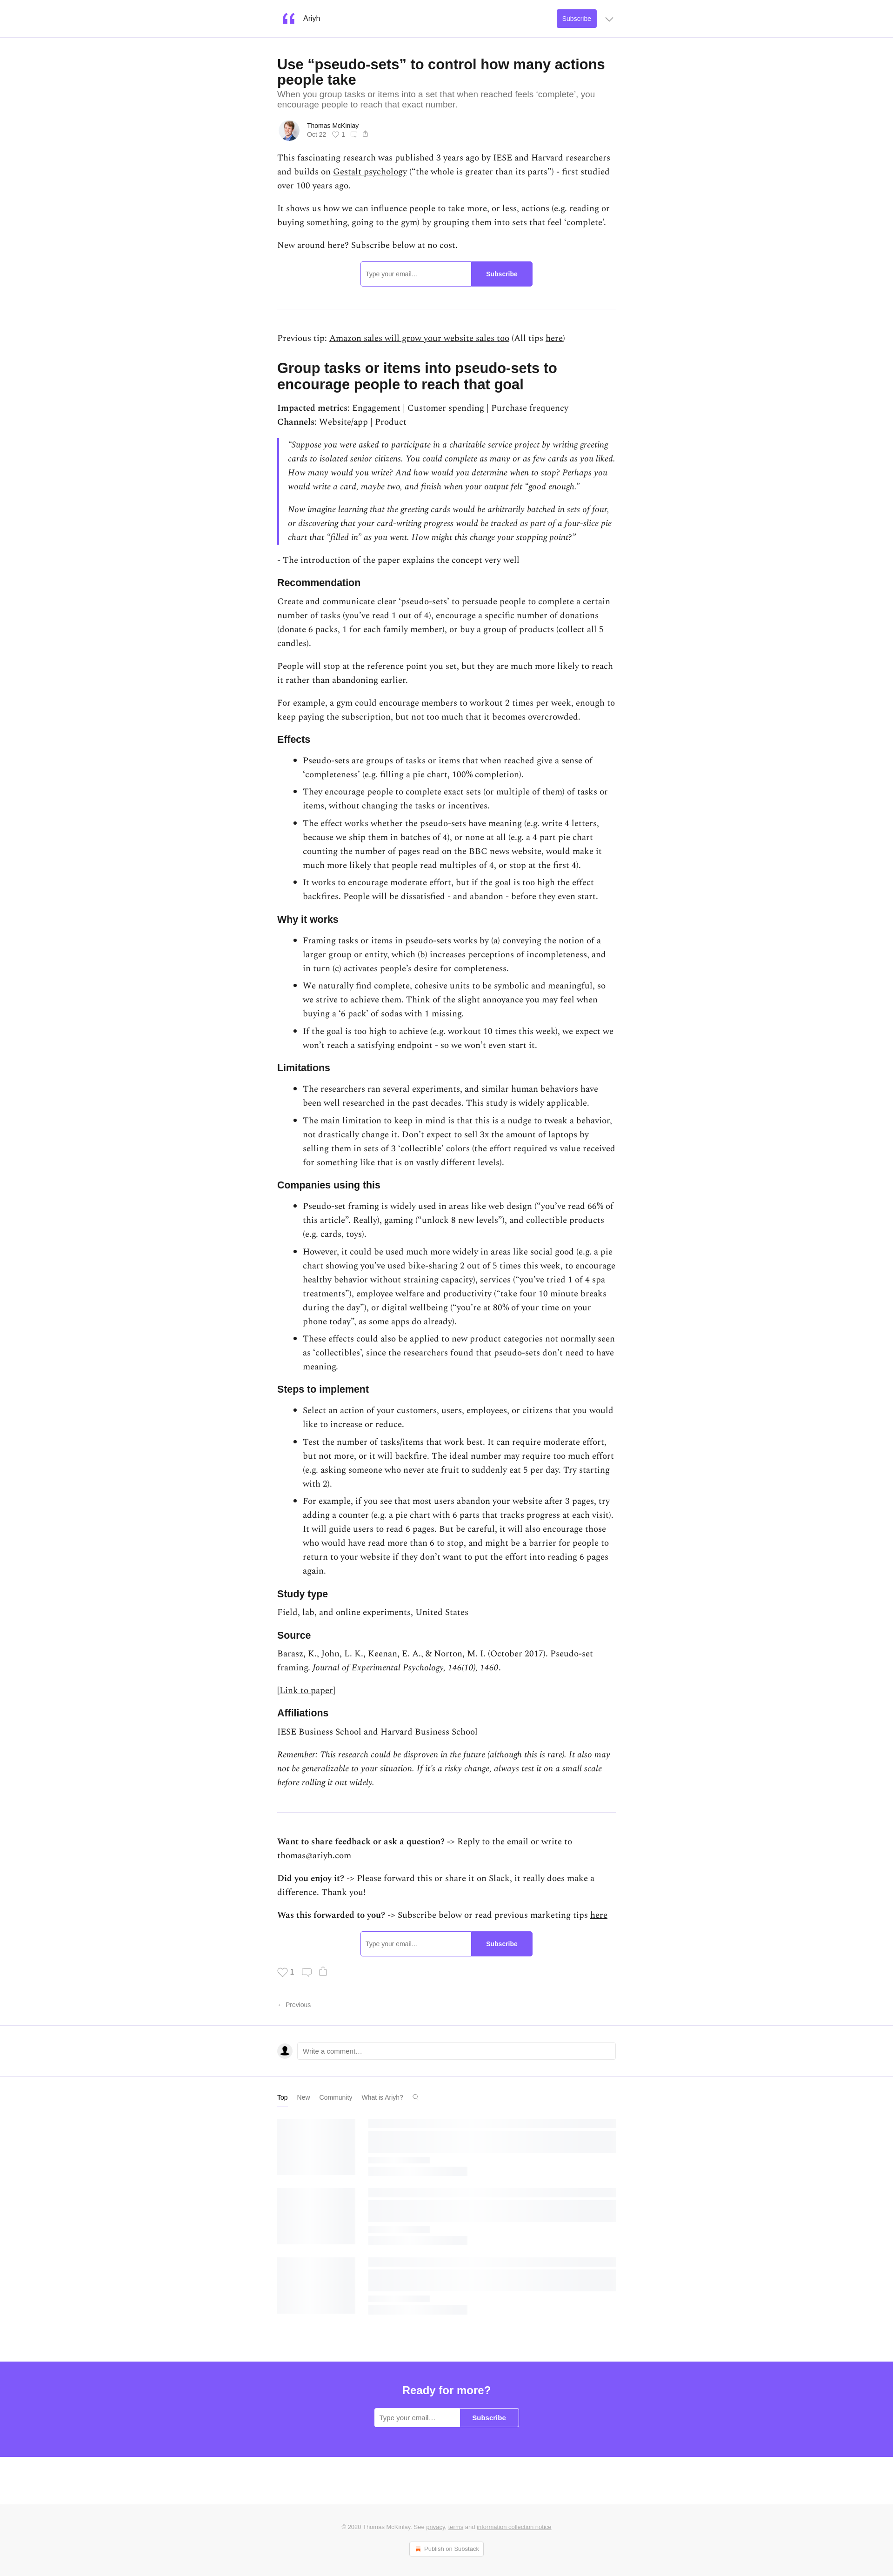 Ariyh
Subscribe
Use “pseudo-sets” to control how many actions
people take
When you group tasks or items into a set that when reached feels ‘complete’, you
encourage people to reach that exact number.
Thomas McKinlay
Oct 22 1
This fascinating research was published 3 years ago by IESE and Harvard researchers
and builds on Gestalt psychology (“the whole is greater than its parts”) - first studied
over 100 years ago.
It shows us how we can influence people to take more, or less, actions (e.g. reading or
buying something, going to the gym) by grouping them into sets that feel ‘complete’.
New around here? Subscribe below at no cost.
Type your email… Subscribe
Previous tip: Amazon sales will grow your website sales too (All tips here)
Group tasks or items into pseudo-sets to
encourage people to reach that goal
Impacted metrics: Engagement | Customer spending | Purchase frequency
Channels: Website/app | Product
“Suppose you were asked to participate in a charitable service project by writing greeting
cards to isolated senior citizens. You could complete as many or as few cards as you liked.
How many would you write? And how would you determine when to stop? Perhaps you
would write a card, maybe two, and finish when your output felt “good enough.”
Now imagine learning that the greeting cards would be arbitrarily batched in sets of four,
or discovering that your card-writing progress would be tracked as part of a four-slice pie
chart that “filled in” as you went. How might this change your stopping point?”
- The introduction of the paper explains the concept very well
Recommendation
Create and communicate clear ‘pseudo-sets’ to persuade people to complete a certain
number of tasks (you’ve read 1 out of 4), encourage a specific number of donations
(donate 6 packs, 1 for each family member), or buy a group of products (collect all 5
candles).
People will stop at the reference point you set, but they are much more likely to reach
it rather than abandoning earlier.
For example, a gym could encourage members to workout 2 times per week, enough to
keep paying the subscription, but not too much that it becomes overcrowded.
Effects
• Pseudo-sets are groups of tasks or items that when reached give a sense of
‘completeness’ (e.g. filling a pie chart, 100% completion).
• They encourage people to complete exact sets (or multiple of them) of tasks or
items, without changing the tasks or incentives.
• The effect works whether the pseudo-sets have meaning (e.g. write 4 letters,
because we ship them in batches of 4), or none at all (e.g. a 4 part pie chart
counting the number of pages read on the BBC news website, would make it
much more likely that people read multiples of 4, or stop at the first 4).
• It works to encourage moderate effort, but if the goal is too high the effect
backfires. People will be dissatisfied - and abandon - before they even start.
Why it works
• Framing tasks or items in pseudo-sets works by (a) conveying the notion of a
larger group or entity, which (b) increases perceptions of incompleteness, and
in turn (c) activates people’s desire for completeness.
• We naturally find complete, cohesive units to be symbolic and meaningful, so
we strive to achieve them. Think of the slight annoyance you may feel when
buying a ‘6 pack’ of sodas with 1 missing.
• If the goal is too high to achieve (e.g. workout 10 times this week), we expect we
won’t reach a satisfying endpoint - so we won’t even start it.
Limitations
• The researchers ran several experiments, and similar human behaviors have
been well researched in the past decades. This study is widely applicable.
• The main limitation to keep in mind is that this is a nudge to tweak a behavior,
not drastically change it. Don’t expect to sell 3x the amount of laptops by
selling them in sets of 3 ‘collectible’ colors (the effort required vs value received
for something like that is on vastly different levels).
Companies using this
• Pseudo-set framing is widely used in areas like web design (“you’ve read 66% of
this article”. Really), gaming (“unlock 8 new levels”), and collectible products
(e.g. cards, toys).
• However, it could be used much more widely in areas like social good (e.g. a pie
chart showing you’ve used bike-sharing 2 out of 5 times this week, to encourage
healthy behavior without straining capacity), services (“you’ve tried 1 of 4 spa
treatments”), employee welfare and productivity (“take four 10 minute breaks
during the day”), or digital wellbeing (“you’re at 80% of your time on your
phone today”, as some apps do already).
• These effects could also be applied to new product categories not normally seen
as ‘collectibles’, since the researchers found that pseudo-sets don’t need to have
meaning.
Steps to implement
• Select an action of your customers, users, employees, or citizens that you would
like to increase or reduce.
• Test the number of tasks/items that work best. It can require moderate effort,
but not more, or it will backfire. The ideal number may require too much effort
(e.g. asking someone who never ate fruit to suddenly eat 5 per day. Try starting
with 2).
• For example, if you see that most users abandon your website after 3 pages, try
adding a counter (e.g. a pie chart with 6 parts that tracks progress at each visit).
It will guide users to read 6 pages. But be careful, it will also encourage those
who would have read more than 6 to stop, and might be a barrier for people to
return to your website if they don’t want to put the effort into reading 6 pages
again.
Study type
Field, lab, and online experiments, United States
Source
Barasz, K., John, L. K., Keenan, E. A., & Norton, M. I. (October 2017). Pseudo-set
framing. Journal of Experimental Psychology, 146(10), 1460.
[Link to paper]
Affiliations
IESE Business School and Harvard Business School
Remember: This research could be disproven in the future (although this is rare). It also may
not be generalizable to your situation. If it’s a risky change, always test it on a small scale
before rolling it out widely.
Want to share feedback or ask a question? -> Reply to the email or write to
thomas@ariyh.com
Did you enjoy it? -> Please forward this or share it on Slack, it really does make a
difference. Thank you!
Was this forwarded to you? -> Subscribe below or read previous marketing tips here
Type your email… Subscribe
1
← Previous
Write a comment…
Top New Community What is Ariyh?
Ready for more?
Type your email… Subscribe
© 2020 Thomas McKinlay. See privacy, terms and information collection notice
Publish on Substack